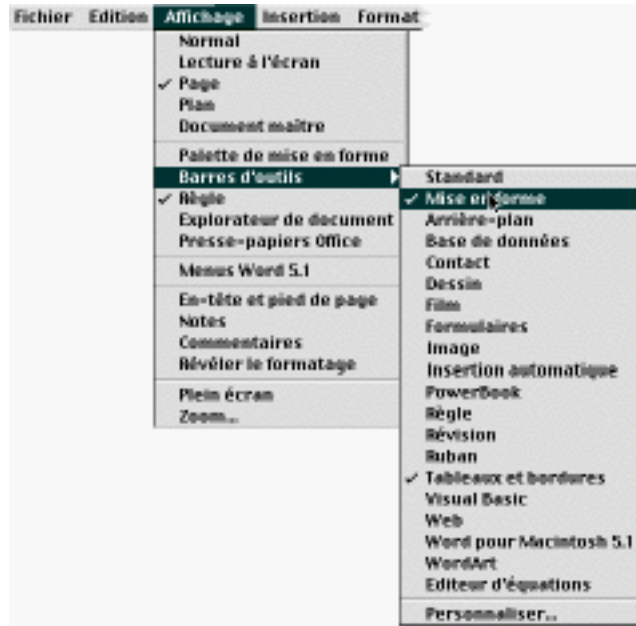 Fichier Edition Affichage Insertion Format
Normal
Lecture à l'écran
✓ Page
Plan
Document maître
Palette de mise en forme
Barres d'outils
✓ Règle
Explorateur de document
Presse-papiers Office
Menus Word 5.1
En-tête et pied de page
Notes
Commentaires
Révéler le formatage
Plein écran
Zoom...
Standard
✓ Mise en forme
Arrière-plan
Base de données
Contact
Dessin
Film
Formulaires
Image
Insertion automatique
PowerBook
Règle
Révision
Ruban
✓ Tableaux et bordures
Visual Basic
Web
Word pour Macintosh 5.1
WordArt
Editeur d'équations
Personnaliser...